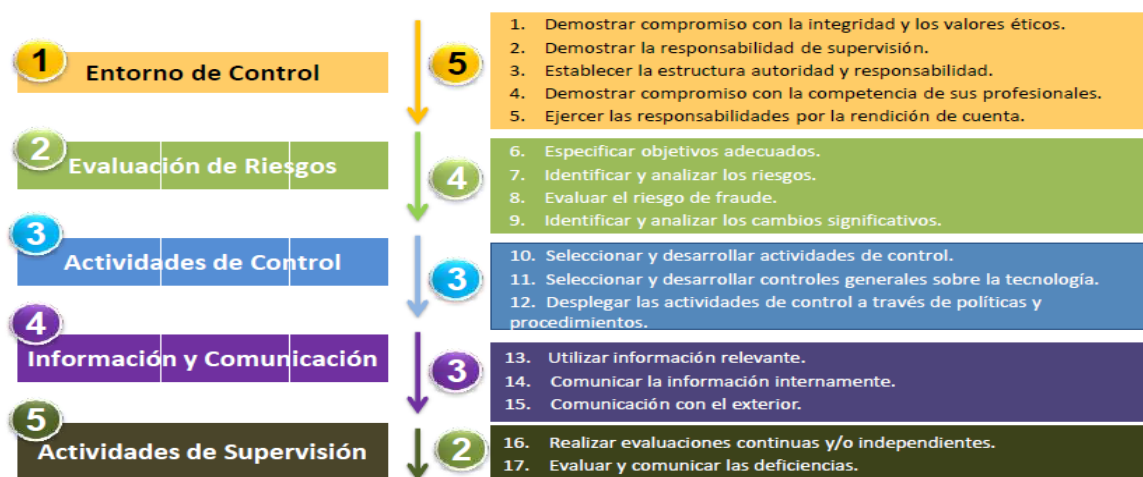 1
Entorno de Control
5
1. Demostrar compromiso con la integridad y los valores éticos.
2. Demostrar la responsabilidad de supervisión.
3. Establecer la estructura autoridad y responsabilidad.
4. Demostrar compromiso con la competencia de sus profesionales.
5. Ejercer las responsabilidades por la rendición de cuenta.
2
Evaluación de Riesgos
4
6. Especificar objetivos adecuados.
7. Identificar y analizar los riesgos.
8. Evaluar el riesgo de fraude.
9. Identificar y analizar los cambios significativos.
3
Actividades de Control
3
10. Seleccionar y desarrollar actividades de control.
11. Seleccionar y desarrollar controles generales sobre la tecnología.
12. Desplegar las actividades de control a través de políticas y
procedimientos.
4
Información y Comunicación
3
13. Utilizar información relevante.
14. Comunicar la información internamente.
15. Comunicación con el exterior.
5
Actividades de Supervisión
2
16. Realizar evaluaciones continuas y/o independientes.
17. Evaluar y comunicar las deficiencias.